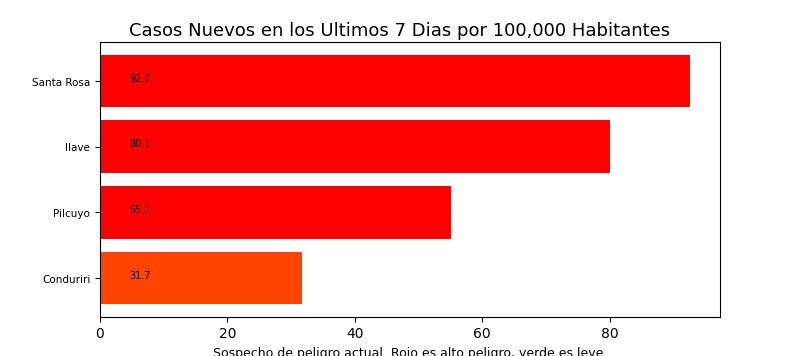 Casos Nuevos en los Ultimos 7 Dias por 100,000 Habitantes
Santa Rosa
92.7
Ilave
80.1
Pilcuyo
55.1
Conduriri
31.7
0 20 40 60 80
Sospecho de peligro actual. Rojo es alto peligro, verde es leve